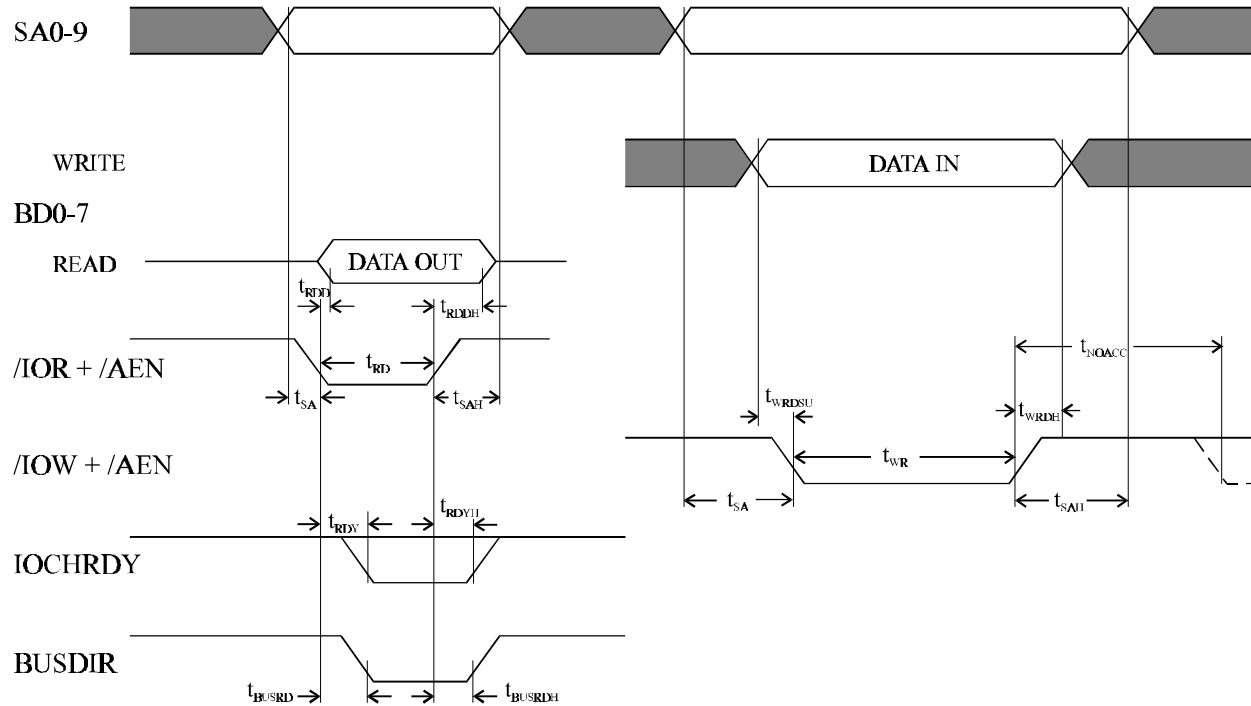 SA0-9
WRITE
DATA IN
BD0-7
READ
DATA OUT
tRDD
tRDDH
/IOR + /AEN
tRD
tNOACC
tSA
tSAH
tWRDSU
tWRDH
/IOW + /AEN
tWR
tSA
tSAH
tRDY
tRDYH
IOCHRDY
BUSDIR
tBUSRD
tBUSRDH